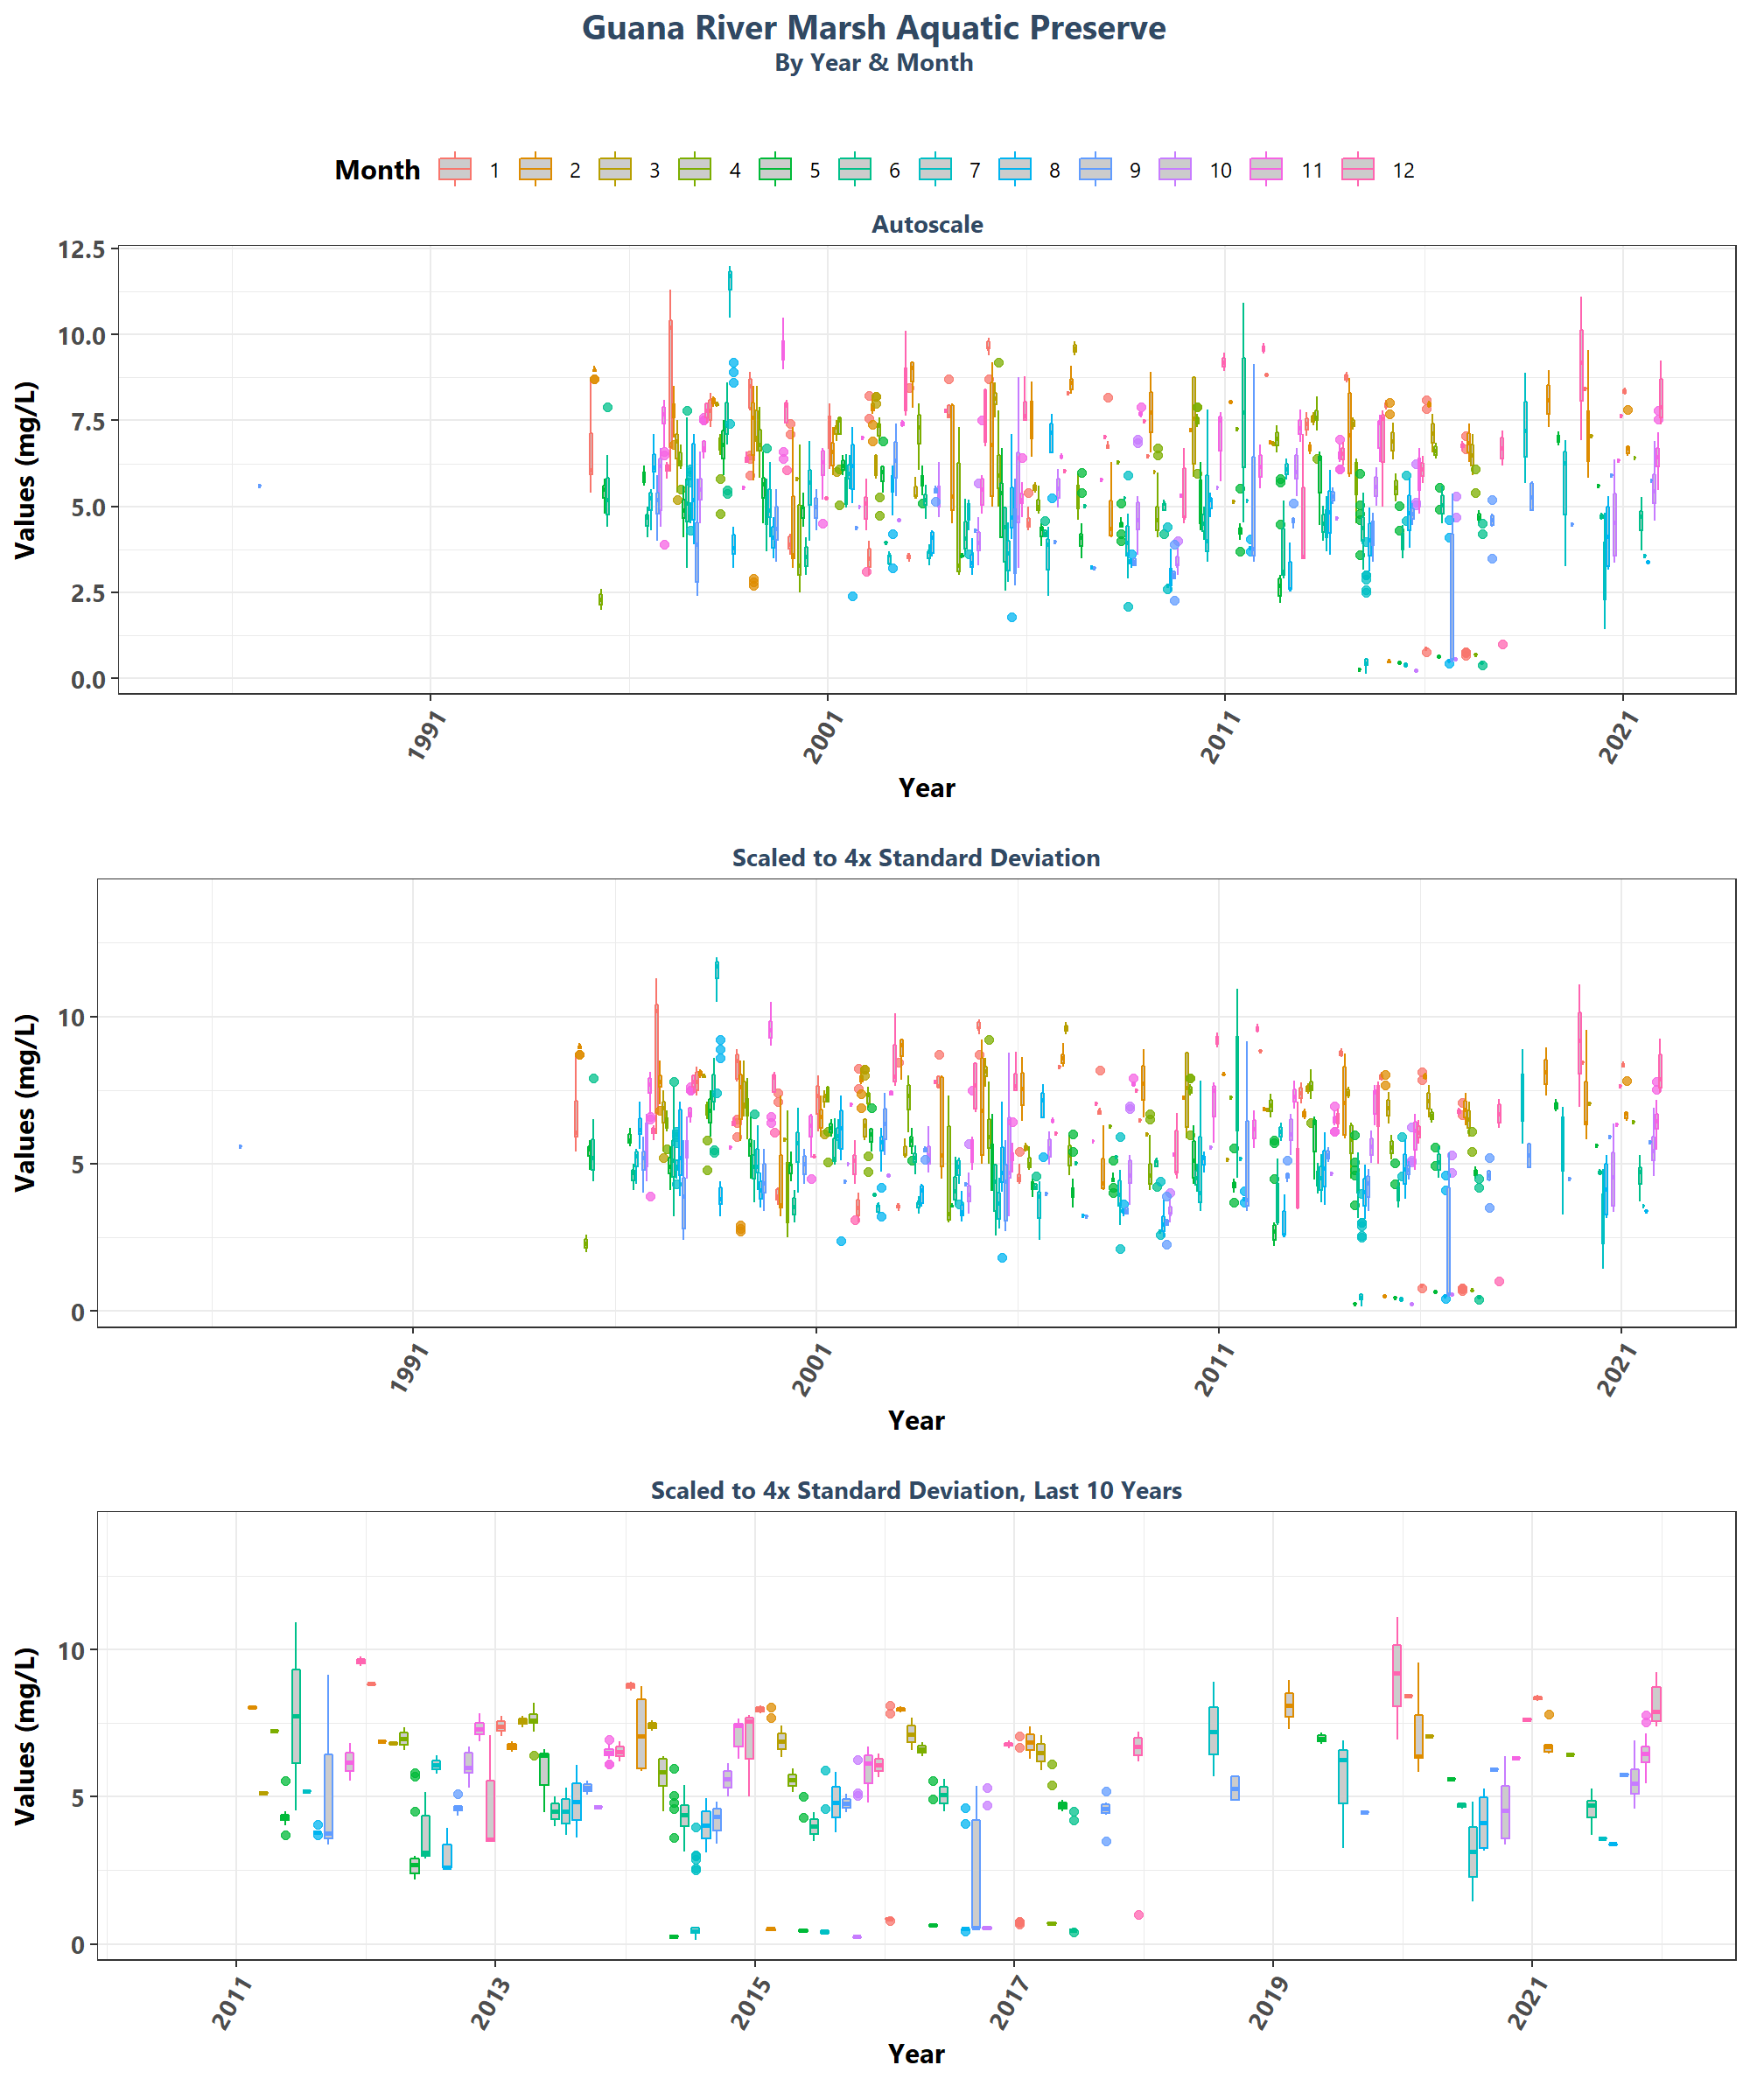 Guana River Marsh Aquatic Preserve
By Year & Month
Month 1 2 3 4 5 6 7 8 9 10 11 12
Autoscale
12.5
10.0
7.5
5.0
2.5
0.0
Values (mg/L)
1991 2001 2011 2021
Year
Scaled to 4x Standard Deviation
10
5
0
Values (mg/L)
1991 2001 2011 2021
Year
Scaled to 4x Standard Deviation, Last 10 Years
10
5
0
Values (mg/L)
2011 2013 2015 2017 2019 2021
Year